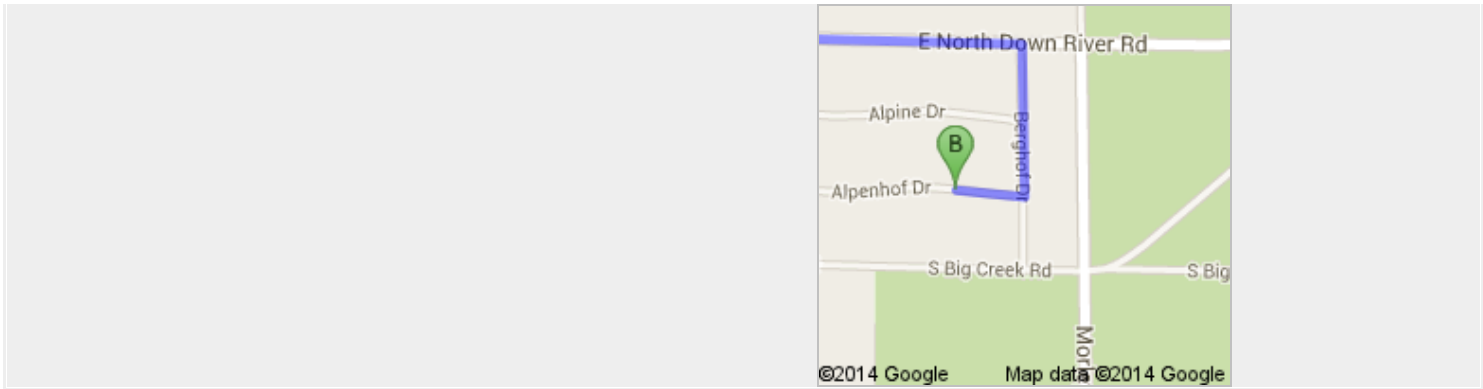 E North Down River Rd
Alpine Dr
Berghof Dr
B
Alpenhof Dr
S Big Creek Rd
S Big
©2014 Google
Map data ©2014 Google